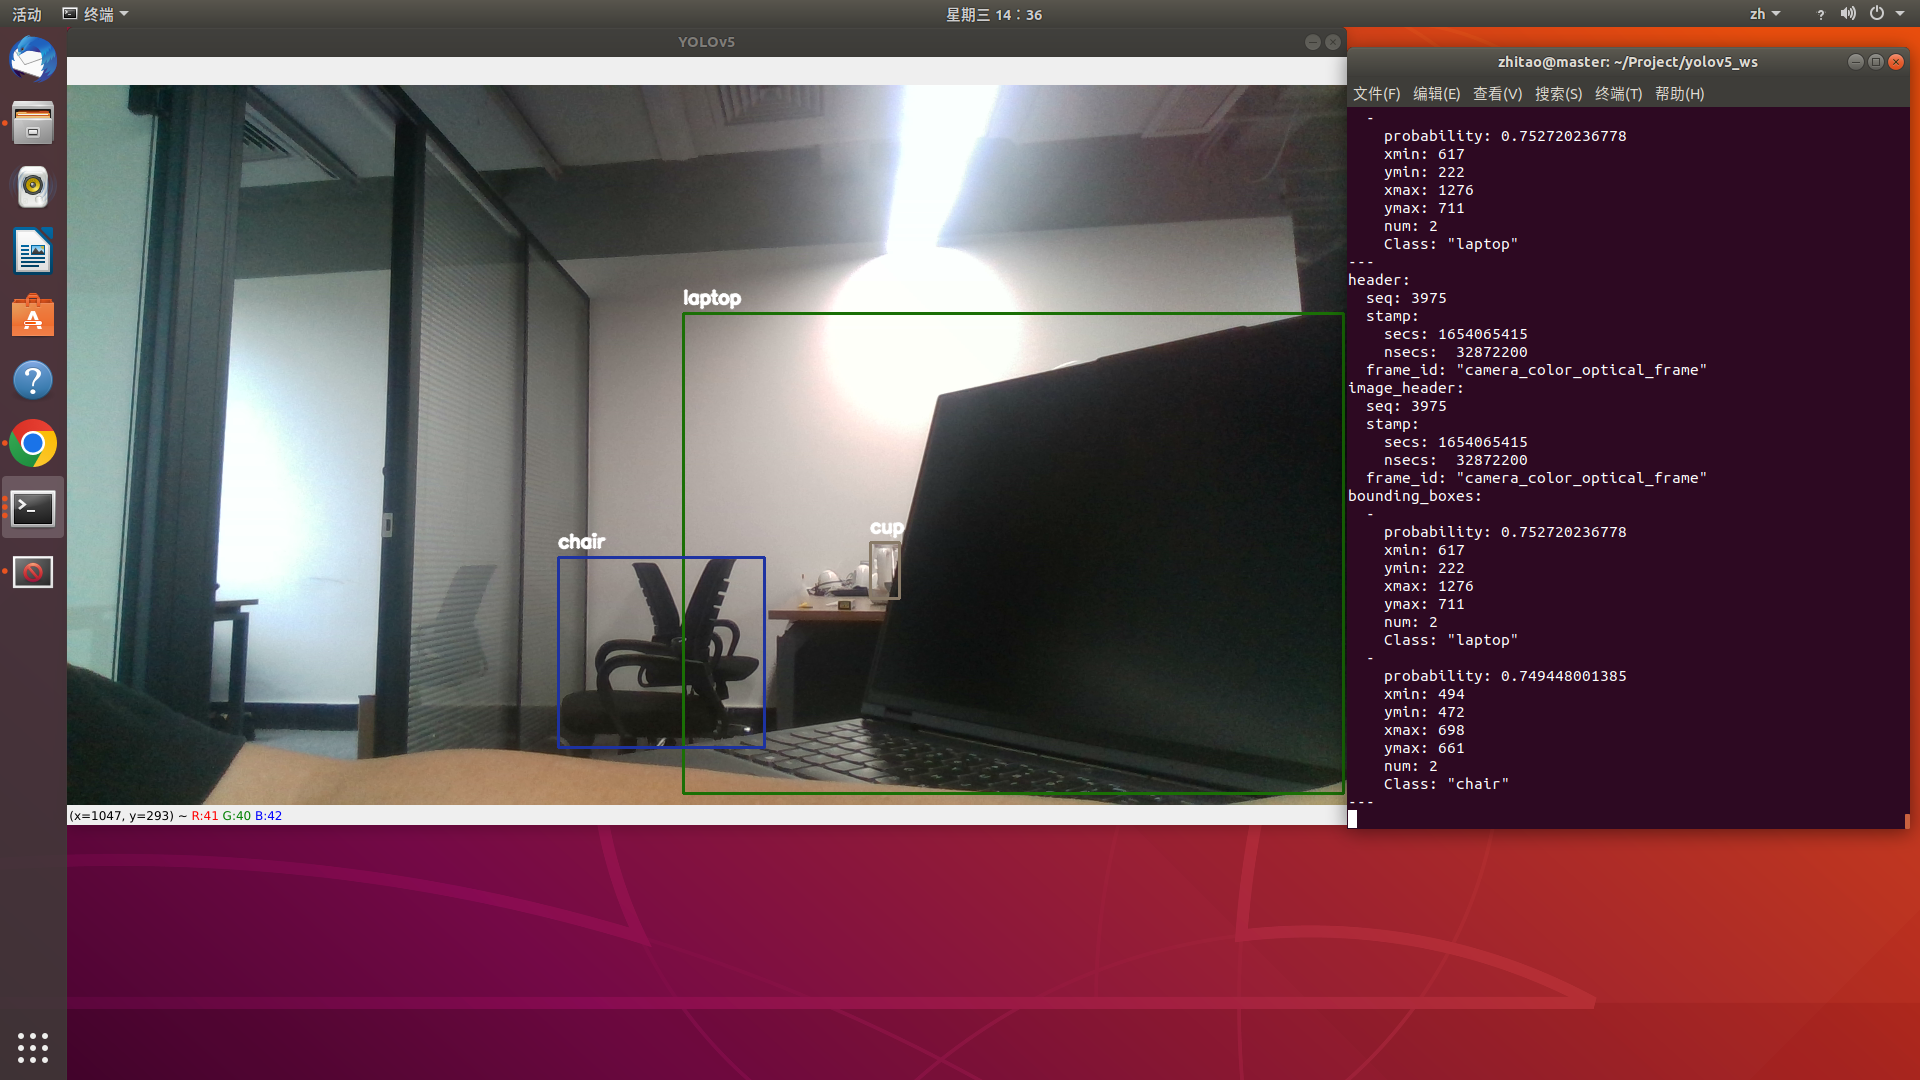 活动 终端 星期三 14：36 zh ?
YOLOv5
laptop
cup
chair
(x=1047, y=293) ~ R:41 G:40 B:42
zhitao@master: ~/Project/yolov5_ws
文件(F) 编辑(E) 查看(V) 搜索(S) 终端(T) 帮助(H)
-
probability: 0.752720236778
xmin: 617
ymin: 222
xmax: 1276
ymax: 711
num: 2
Class: "laptop"
---
header:
seq: 3975
stamp:
secs: 1654065415
nsecs:  32872200
frame_id: "camera_color_optical_frame"
image_header:
seq: 3975
stamp:
secs: 1654065415
nsecs:  32872200
frame_id: "camera_color_optical_frame"
bounding_boxes:
-
probability: 0.752720236778
xmin: 617
ymin: 222
xmax: 1276
ymax: 711
num: 2
Class: "laptop"
-
probability: 0.749448001385
xmin: 494
ymin: 472
xmax: 698
ymax: 661
num: 2
Class: "chair"
---